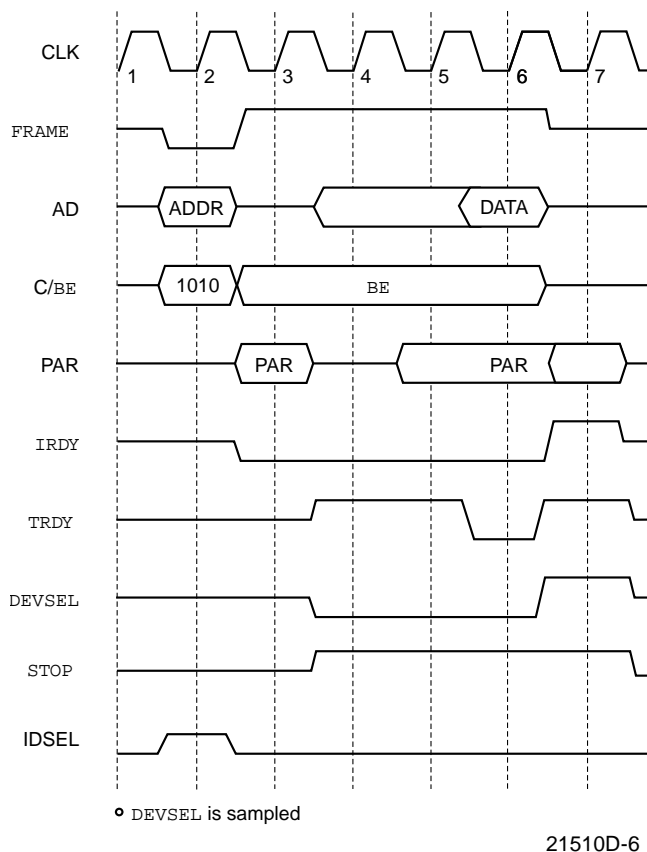 CLK
1 2 3 4 5 6 7
FRAME
AD ADDR DATA
C/BE 1010 BE
PAR PAR PAR
IRDY
TRDY
DEVSEL
STOP
IDSEL
DEVSEL is sampled
21510D-6